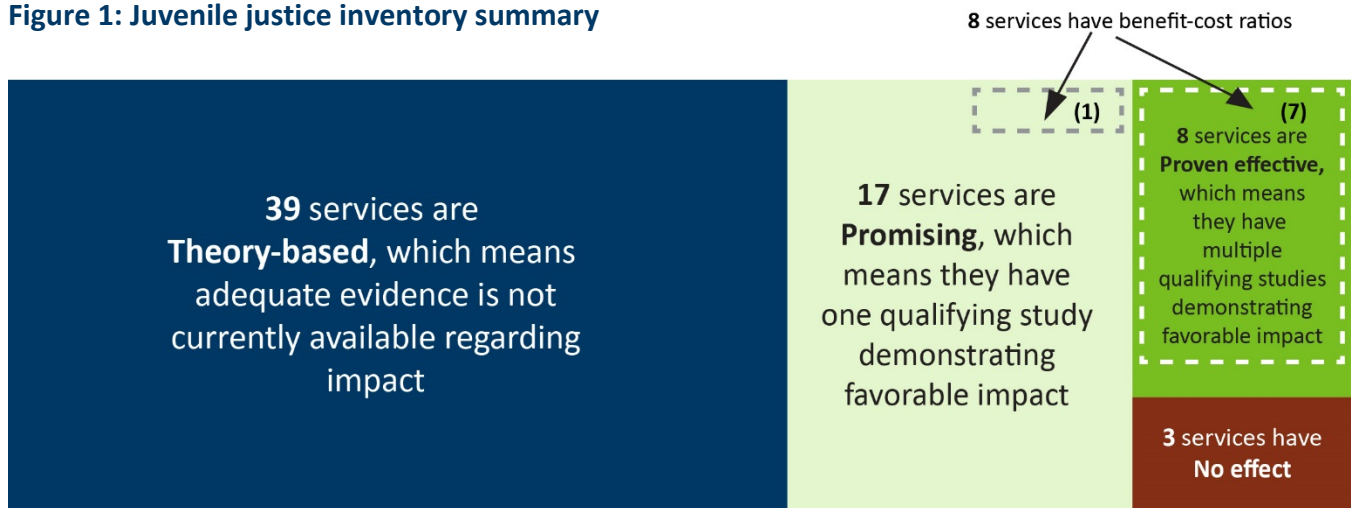 Figure 1: Juvenile justice inventory summary
8 services have benefit-cost ratios
39 services are
Theory-based, which means
adequate evidence is not
currently available regarding
impact
(1)
17 services are
Promising, which
means they have
one qualifying study
demonstrating
favorable impact
(7)
8 services are
Proven effective,
which means
they have
multiple
qualifying studies
demonstrating
favorable impact
3 services have
No effect